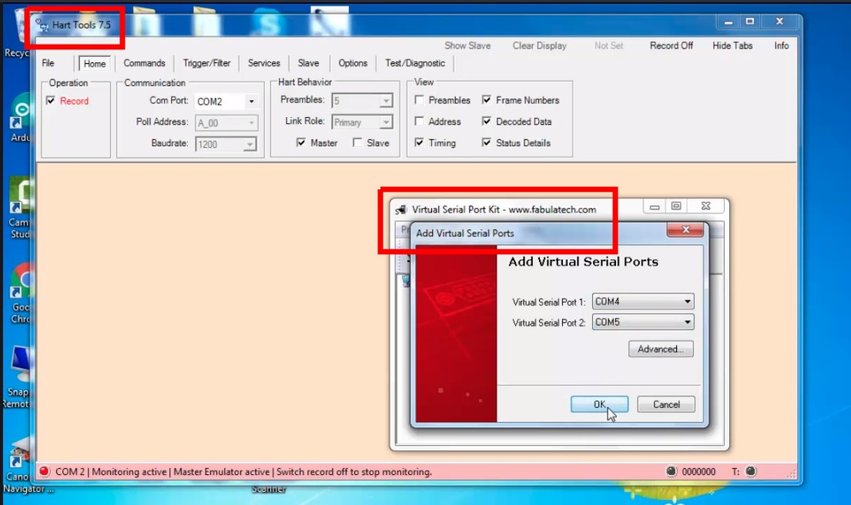 Hart Tools 7.5
Recyc
Show Slave Clear Display Not Set Record Off Hide Tabs Info
File Home Commands Trigger/Filter Services Slave Options Test/Diagnostic
Operation
Record
Communication
Com Port: COM2
Poll Address: A_00
Baudrate: 1200
Hart Behavior
Preambles: 5
Link Role: Primary
Master Slave
View
Preambles Frame Numbers
Address Decoded Data
Timing Status Details
Ardu
Cam
Stud
Goo
Chro
Snap
Remot
Cano
Navigator ...
Virtual Serial Port Kit - www.fabulatech.com
Add Virtual Serial Ports
Add Virtual Serial Ports
Virtual Serial Port 1: COM4
Virtual Serial Port 2: COM5
Advanced...
OK Cancel
COM 2 | Monitoring active | Master Emulator active | Switch record off to stop monitoring. 0000000 T:
Scanner